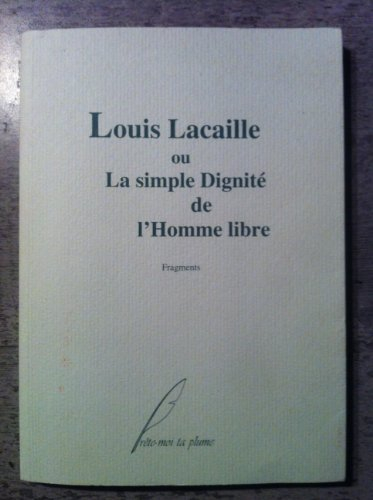 Louis Lacaille
ou
La simple Dignité
de
l'Homme libre
Fragments
Prête-moi ta plume